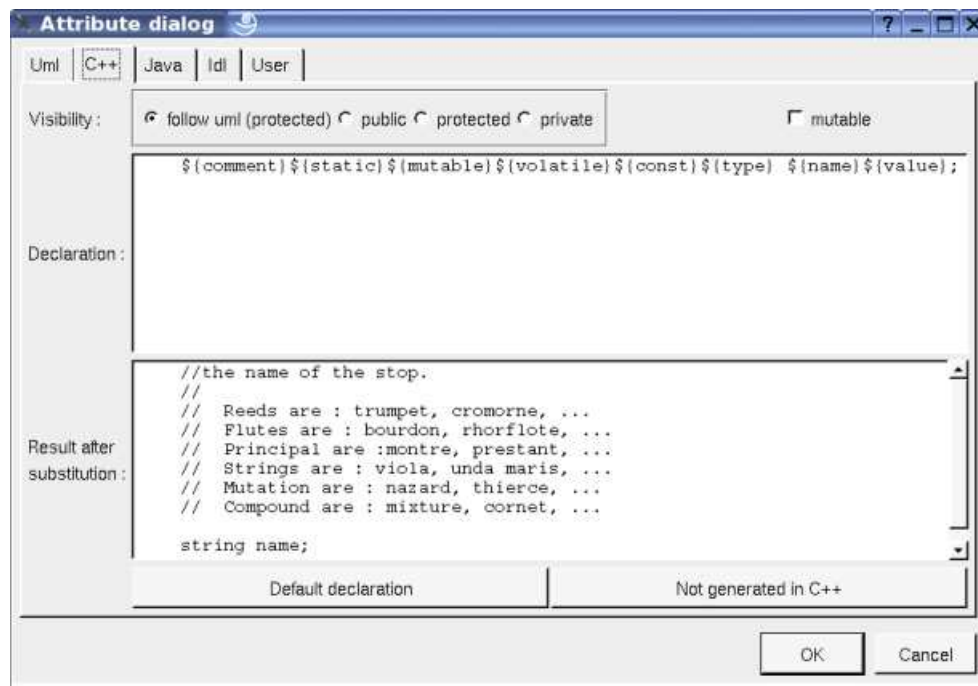 Attribute dialog
Uml C++ Java Idl User
Visibility : follow uml (protected) public protected private mutable
${comment}${static}${mutable}${volatile}${const}${type} ${name}${value};
Declaration :
//the name of the stop.
//
// Reeds are : trumpet, cromorne, ...
// Flutes are : bourdon, rhorflote, ...
// Principal are :montre, prestant, ...
// Strings are : viola, unda maris, ...
// Mutation are : nazard, thierce, ...
// Compound are : mixture, cornet, ...
string name;
Result after
substitution :
Default declaration Not generated in C++
OK Cancel